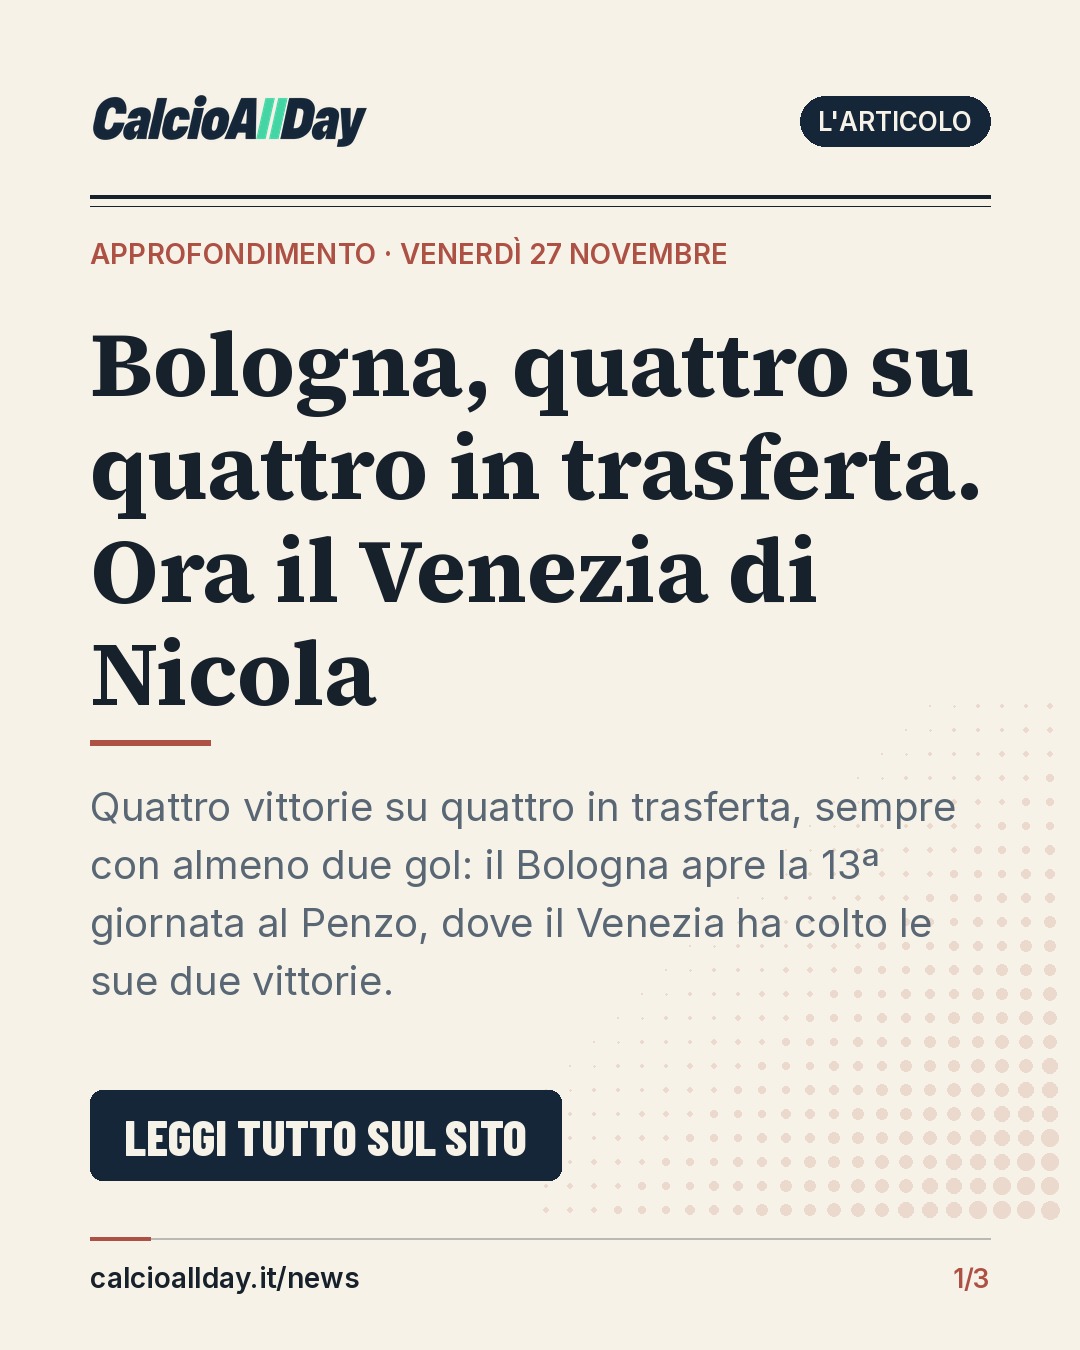 CalcioAllDay
L'ARTICOLO
APPROFONDIMENTO · VENERDÌ 27 NOVEMBRE
Bologna, quattro su
quattro in trasferta.
Ora il Venezia di
Nicola
Quattro vittorie su quattro in trasferta, sempre
con almeno due gol: il Bologna apre la 13ª
giornata al Penzo, dove il Venezia ha colto le
sue due vittorie.
LEGGI TUTTO SUL SITO
calcioallday.it/news
1/3